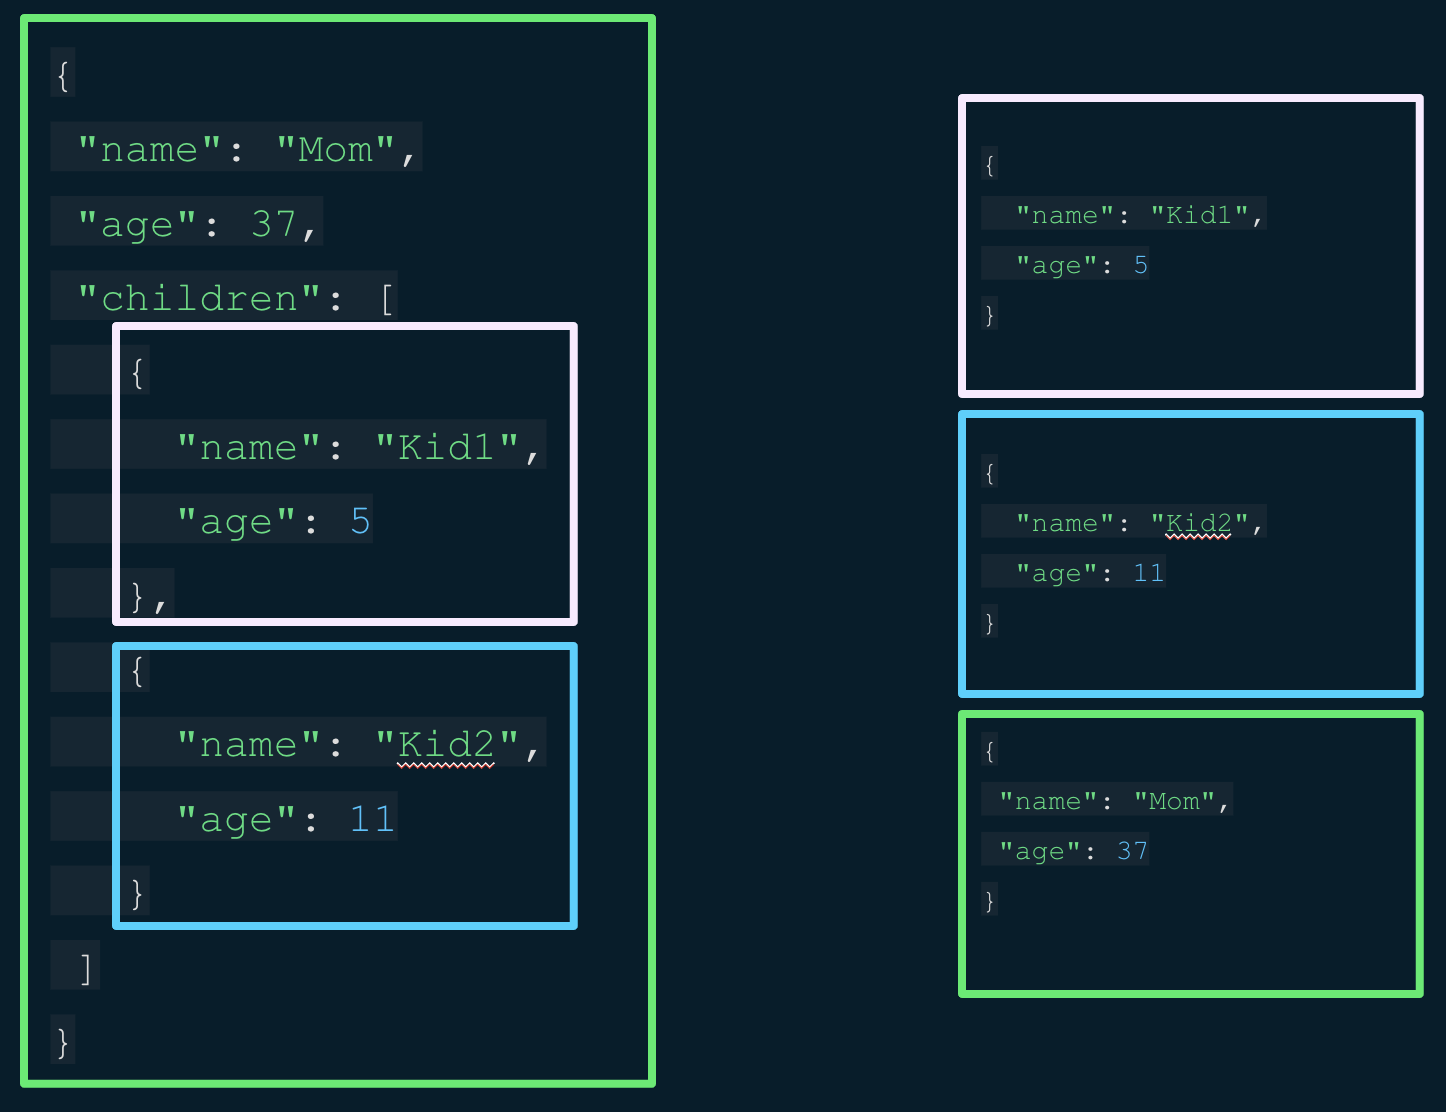 {
"name": "Mom",
"age": 37,
"children": [
{
"name": "Kid1",
"age": 5
},
{
"name": "Kid2",
"age": 11
}
]
}
{
"name": "Kid1",
"age": 5
}
{
"name": "Kid2",
"age": 11
}
{
"name": "Mom",
"age": 37
}